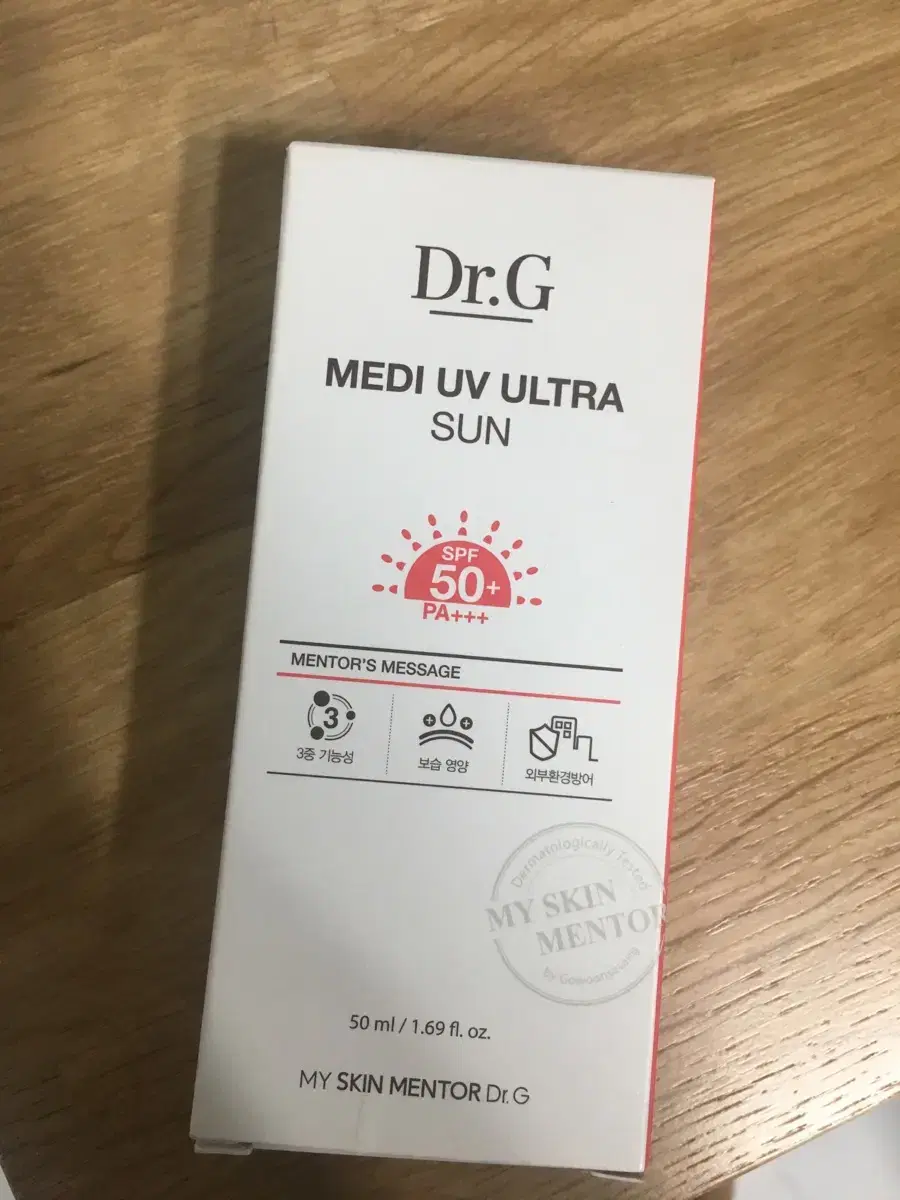 Dr.G
MEDI UV ULTRA
SUN
SPF
50+
PA+++
MENTOR'S MESSAGE
3
3중 기능성
보습 영양
외부환경방어
Dermatologically Tested
MY SKIN
MENTOR
by Gowoonsesang
50 ml / 1.69 fl. oz.
MY SKIN MENTOR Dr.G